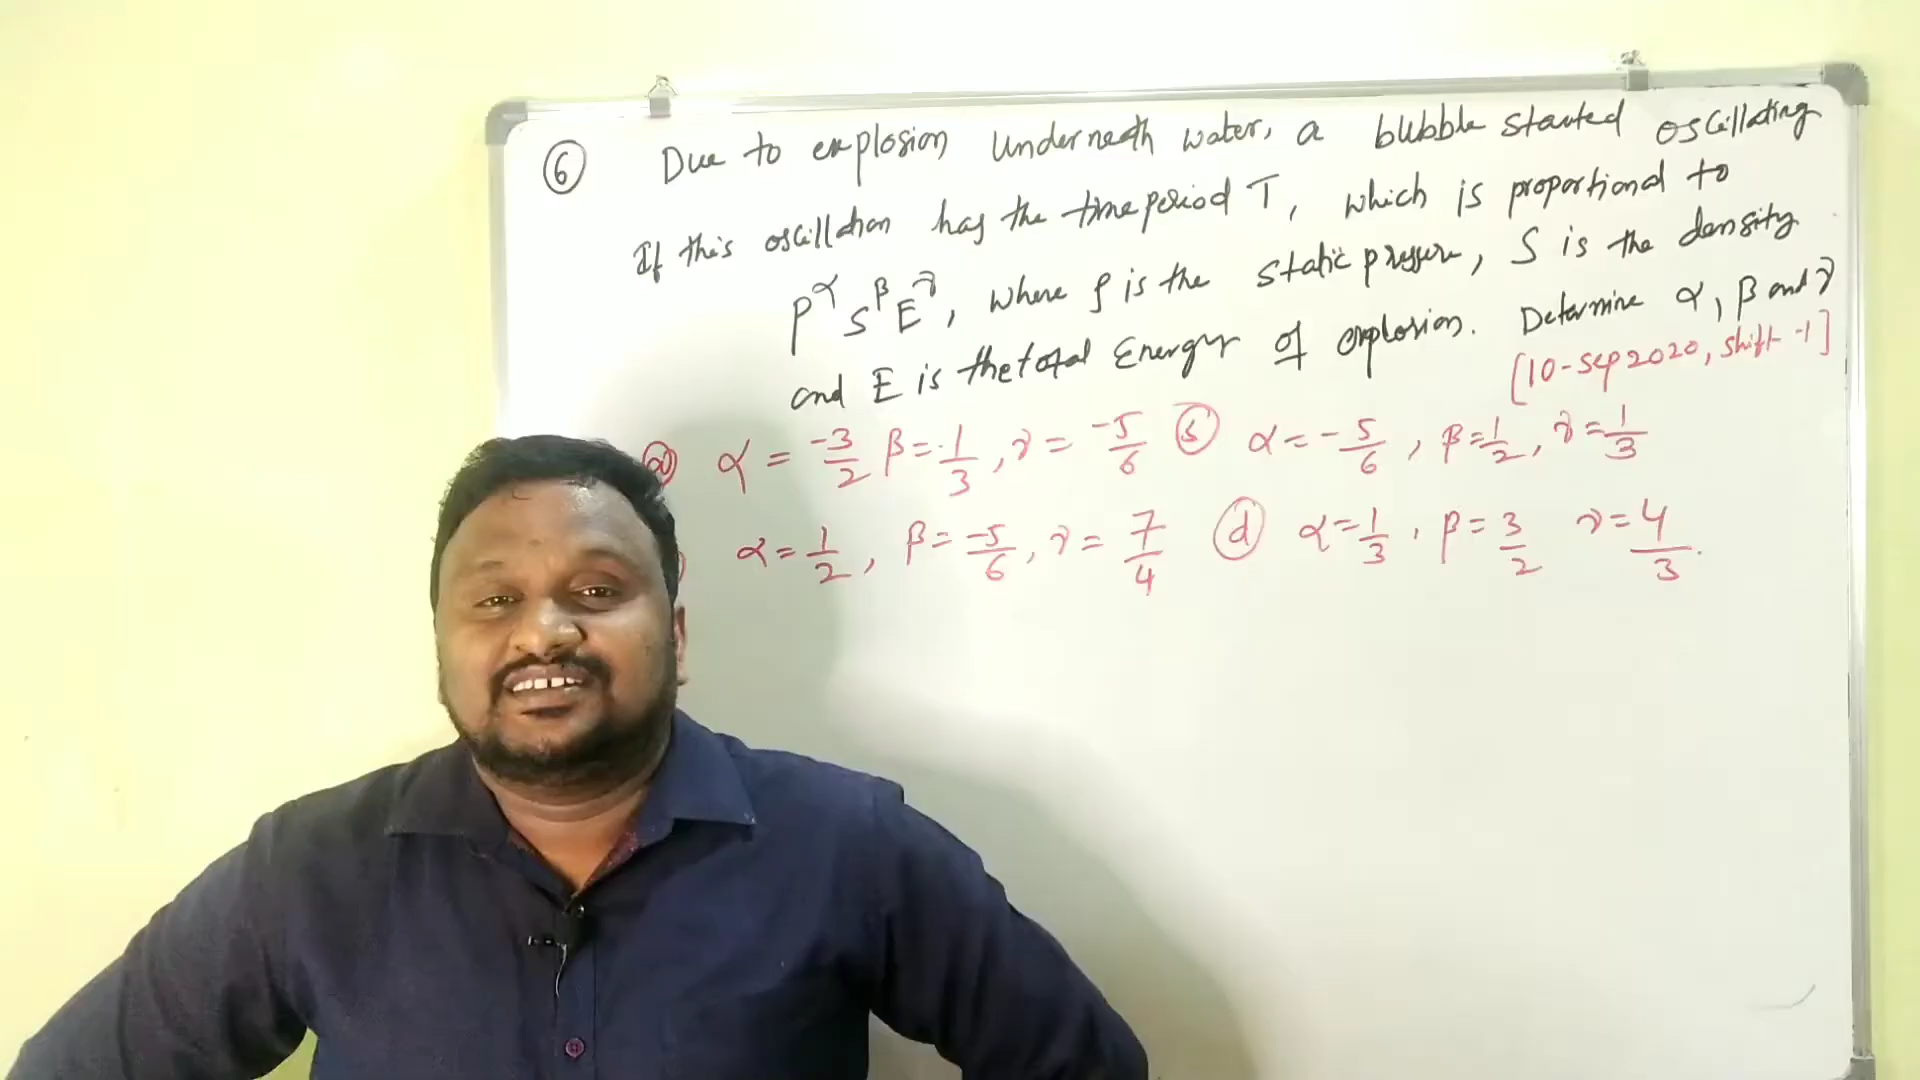 ⑥ Due to explosion Underneath water, a bubble started oscillating
If this oscillation has the time period T, which is proportional to
P^α S^β E^γ, where P is the static pressure, S is the density
and E is the total Energy of explosion. Determine α, β and γ
[10-Sep 2020, shift-1]
ⓐ α = -3/2 β = -1/3, γ = -5/6 ⓑ α = -5/6, β = 1/2, γ = 1/3
α = 1/2, β = -5/6, γ = 7/4 ⓓ α = 1/3, β = 3/2 γ = 4/3.